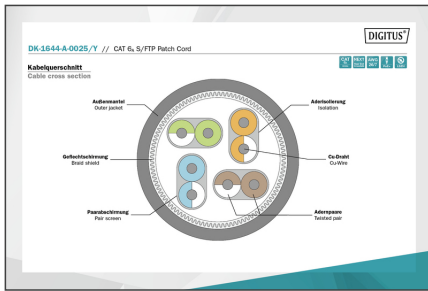 DIGITUS®
DK-1644-A-0025/Y // CAT 6A S/FTP Patch Cord
Kabelquerschnitt
Cable cross section
Außenmantel
Outer jacket
Aderisolierung
Isolation
Geflechtschirmung
Braid shield
Cu-Draht
Cu-Wire
Paarabschirmung
Pair screen
Adernpaare
Twisted pair